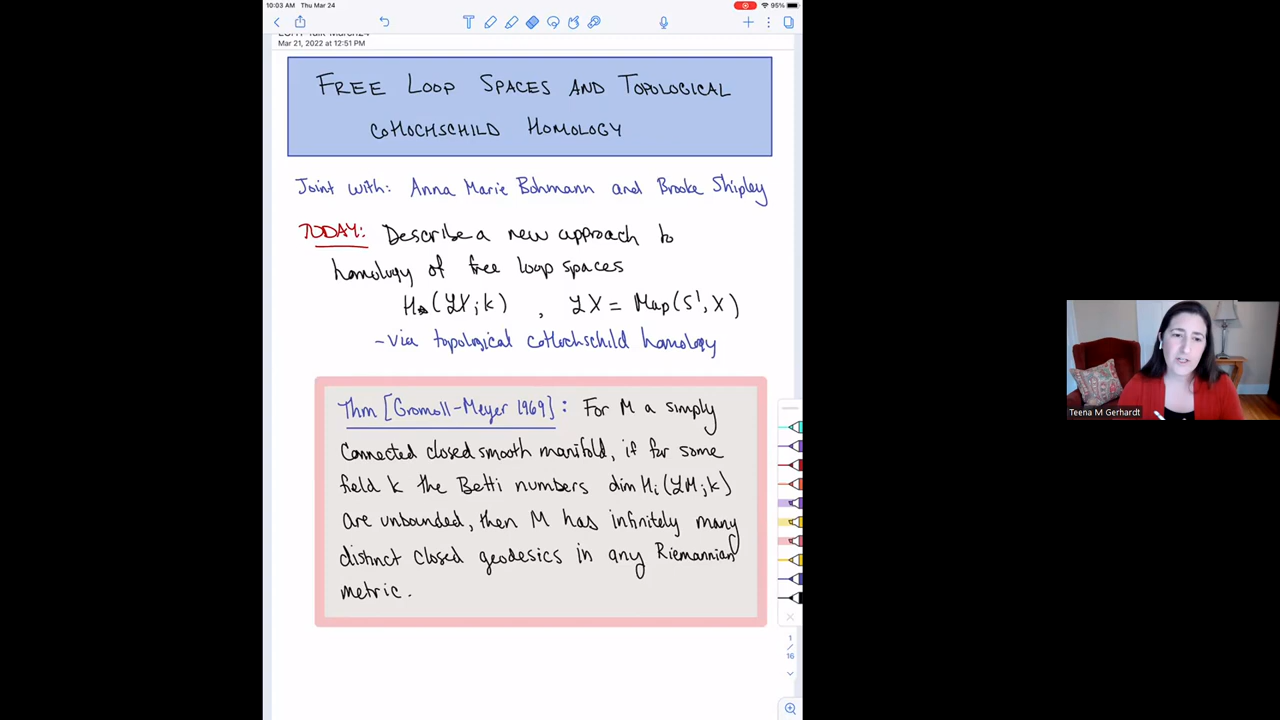 10:03 AM Thu Mar 24
95%
Mar 21, 2022 at 12:51 PM
FREE LOOP SPACES AND TOPOLOGICAL
COHOCHSCHILD HOMOLOGY
Joint with: Anna Marie Bohmann and Brooke Shipley
TODAY: Describe a new approach to
homology of free loop spaces
H_*(ℒX; k) , ℒX = Map(S¹, X)
- via topological coHochschild homology
Thm [Gromoll-Meyer 1969]: For M a simply
connected closed smooth manifold, if for some
field k the Betti numbers dim H_i(ℒM; k)
are unbounded, then M has infinitely many
distinct closed geodesics in any Riemannian
metric.
Teena M Gerhardt
1
/
16